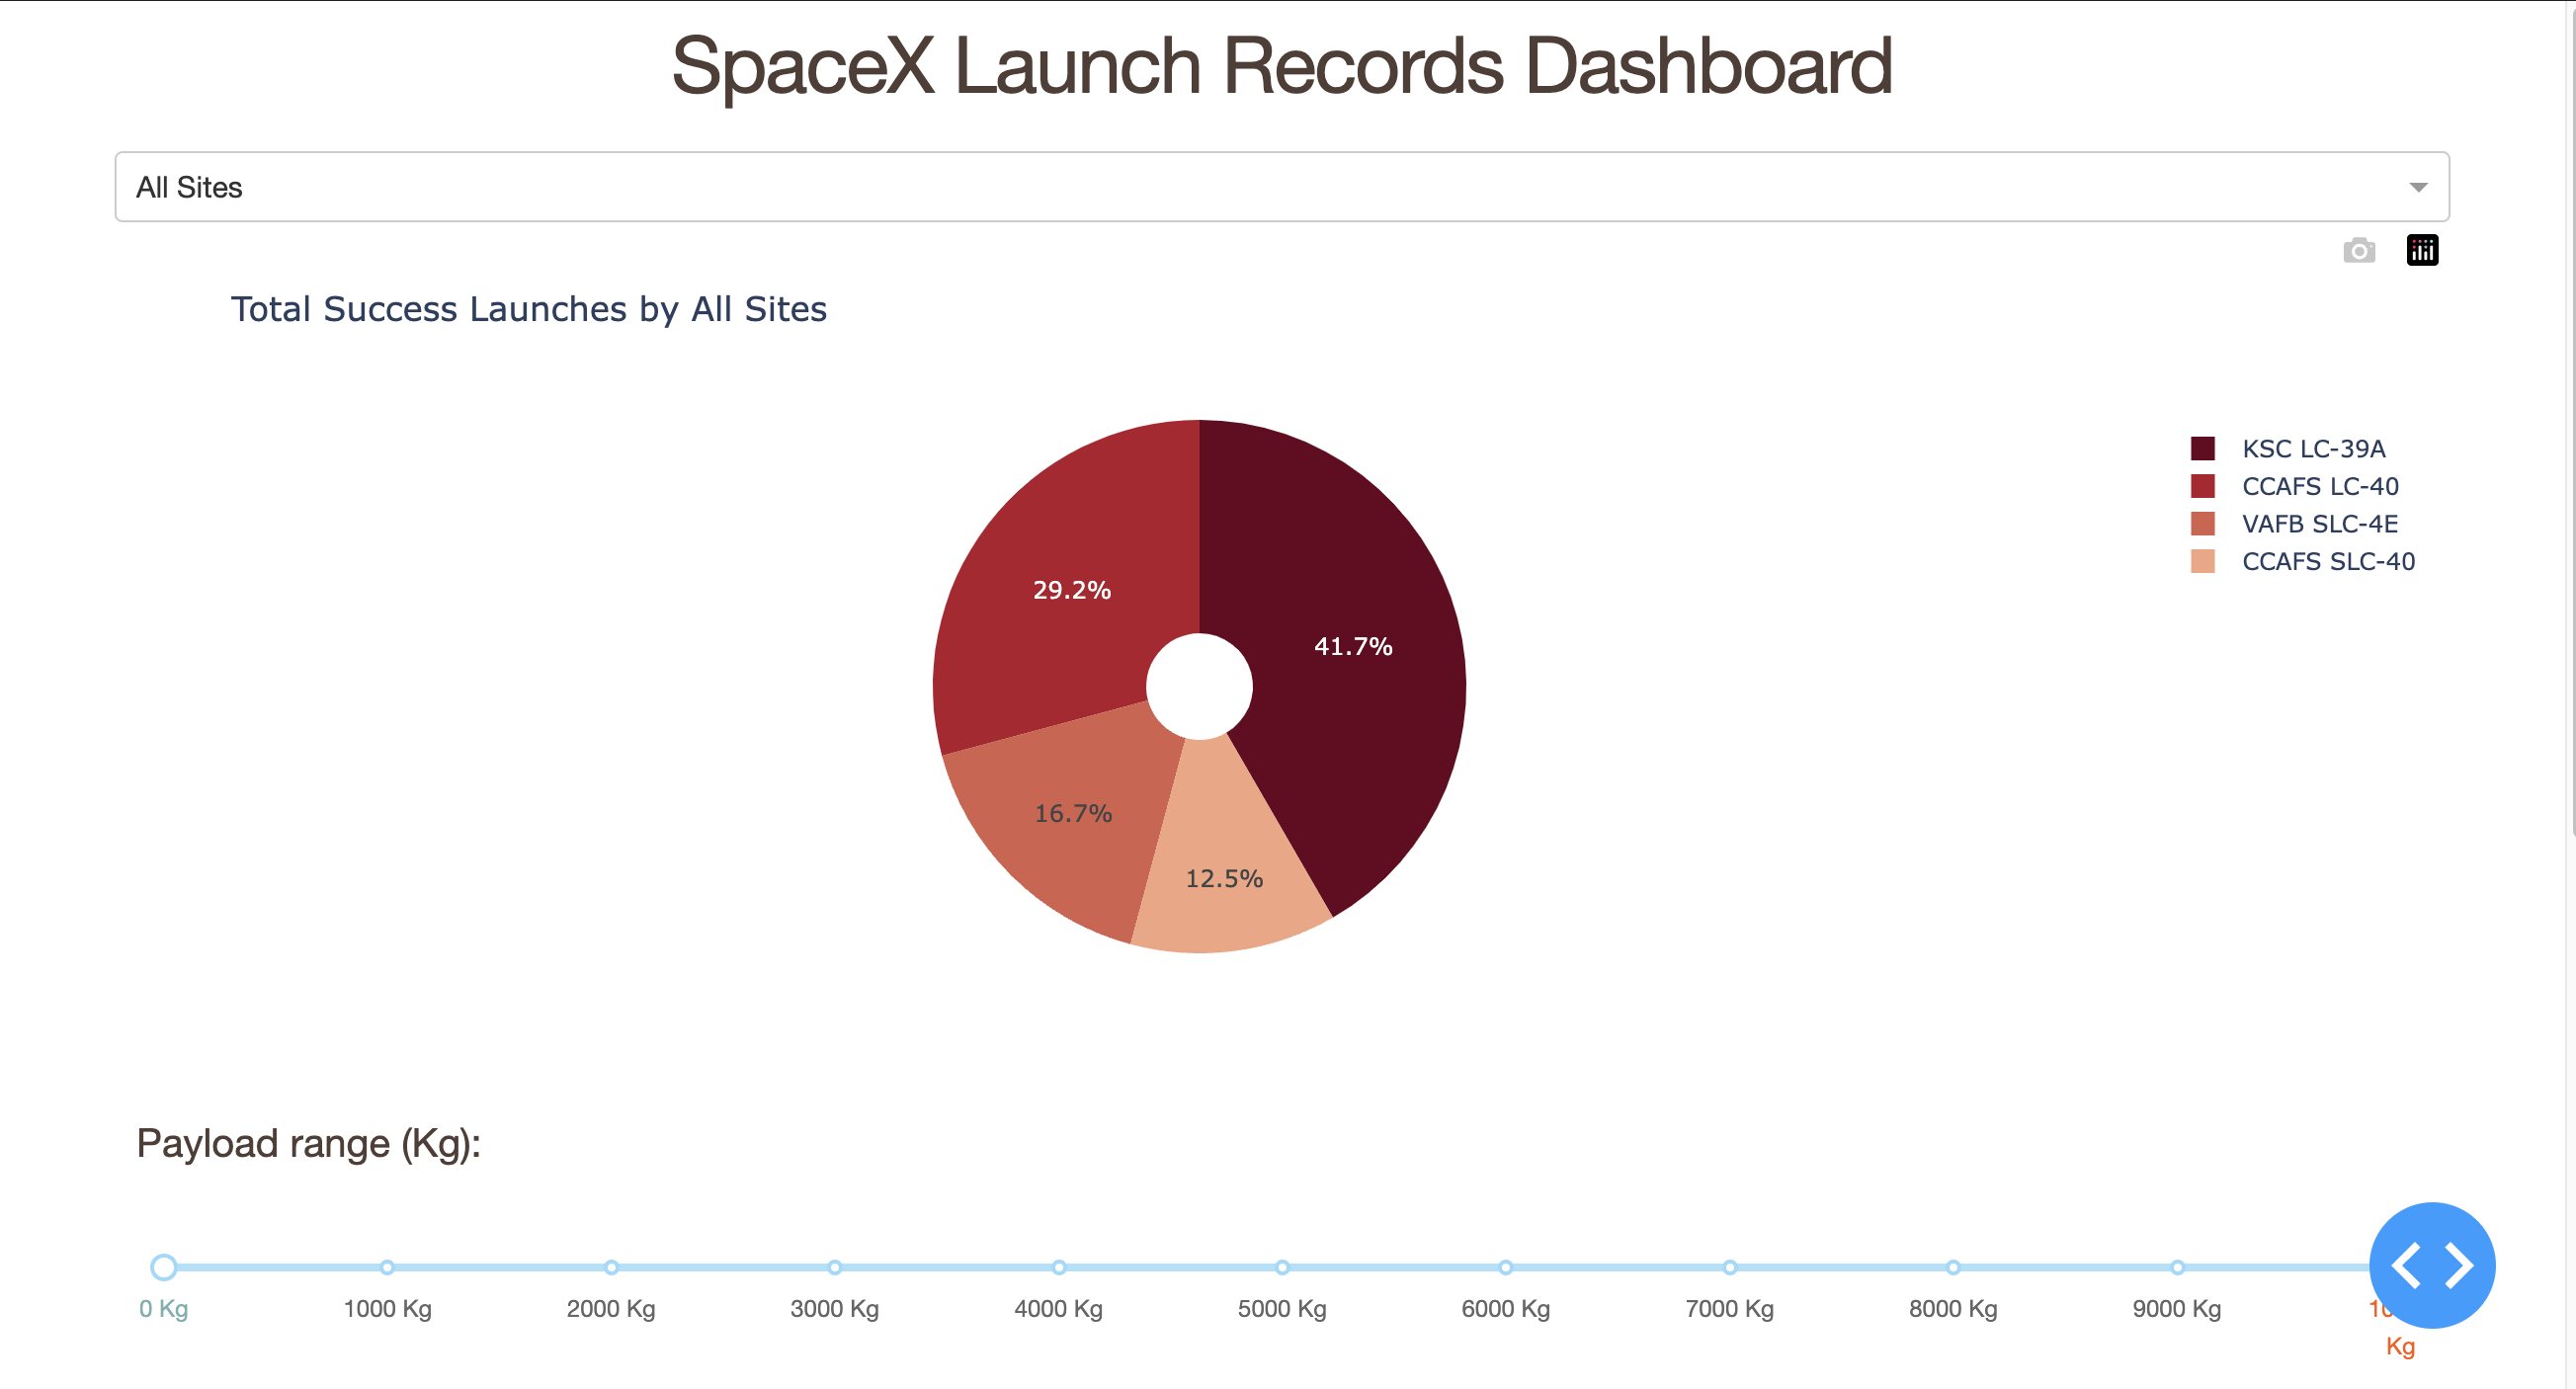 SpaceX Launch Records Dashboard
All Sites
Total Success Launches by All Sites
KSC LC-39A
CCAFS LC-40
VAFB SLC-4E
CCAFS SLC-40
29.2%
41.7%
16.7%
12.5%
Payload range (Kg):
0 Kg
1000 Kg
2000 Kg
3000 Kg
4000 Kg
5000 Kg
6000 Kg
7000 Kg
8000 Kg
9000 Kg
Kg